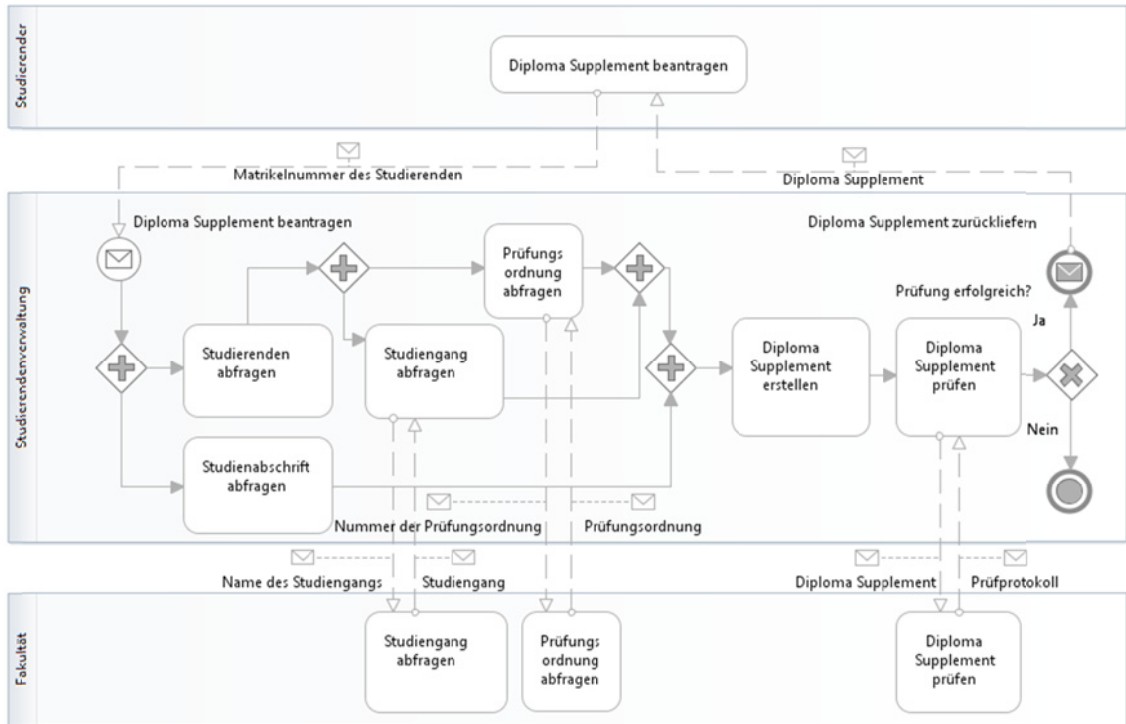 Studierender
Diploma Supplement beantragen
Matrikelnummer des Studierenden
Diploma Supplement
Studierendenverwaltung
Diploma Supplement beantragen
Diploma Supplement zurückliefern
Prüfungs
ordnung
abfragen
Prüfung erfolgreich?
Ja
Studierenden
abfragen
Studiengang
abfragen
Diploma
Supplement
erstellen
Diploma
Supplement
prüfen
Nein
Studienabschrift
abfragen
Nummer der Prüfungsordnung
Prüfungsordnung
Name des Studiengangs
Studiengang
Diploma Supplement
Prüfprotokoll
Fakultät
Studiengang
abfragen
Prüfungs
ordnung
abfragen
Diploma
Supplement
prüfen